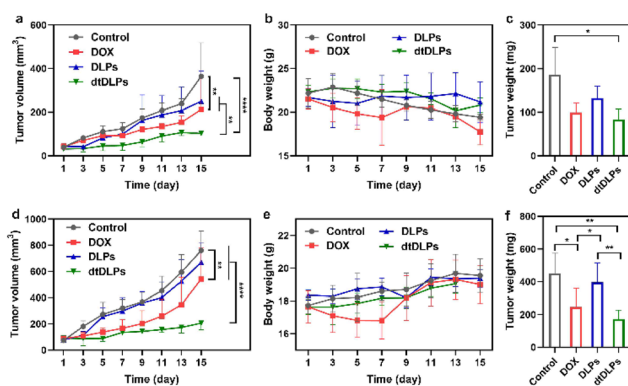 a
Tumor volume (mm³)
600
400
200
0
Control
DOX
DLPs
dtDLPs
**
**
****
1 3 5 7 9 11 13 15
Time (day)
b
Body weight (g)
30
25
20
15
Control DLPs
DOX dtDLPs
1 3 5 7 9 11 13 15
Time (day)
c
Tumor weight (mg)
300
200
100
0
*
Control DOX DLPs dtDLPs
d
Tumor volume (mm³)
1000
800
600
400
200
0
Control
DOX
DLPs
dtDLPs
**
****
1 3 5 7 9 11 13 15
Time (day)
e
Body weight (g)
22
20
18
16
Control DLPs
DOX dtDLPs
1 3 5 7 9 11 13 15
Time (day)
f
Tumor weight (mg)
800
600
400
200
0
**
* *
**
Control DOX DLPs dtDLPs